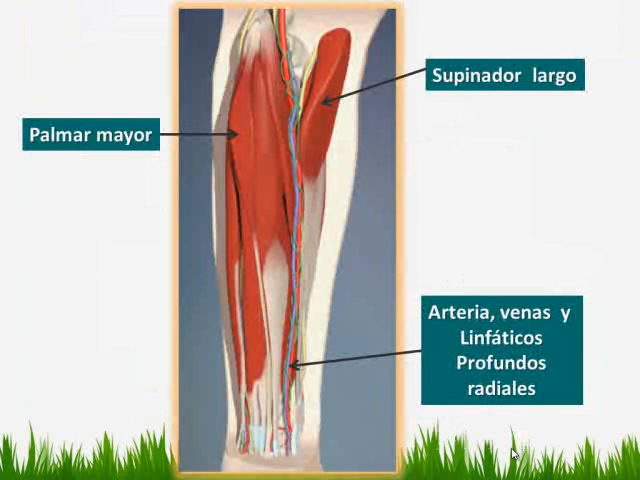 Supinador largo
Palmar mayor
Arteria, venas y
Linfáticos
Profundos
radiales